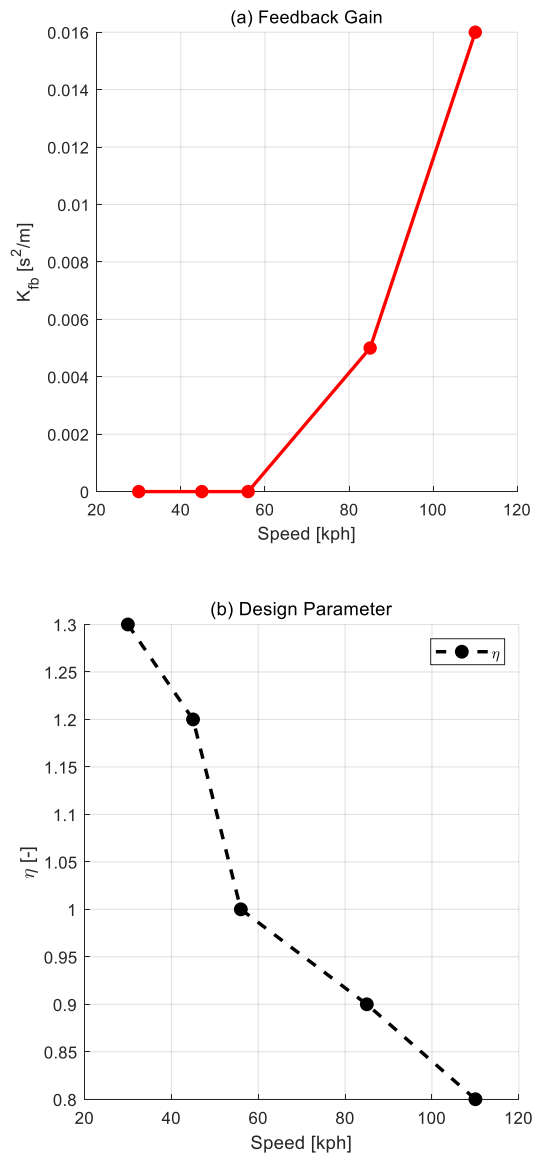 (a) Feedback Gain
0.016
0.014
0.012
0.01
0.008
0.006
0.004
0.002
0
K_fb [s^2/m]
20 40 60 80 100 120
Speed [kph]
(b) Design Parameter
1.3
1.25
1.2
1.15
1.1
1.05
1
0.95
0.9
0.85
0.8
η [-]
η
20 40 60 80 100 120
Speed [kph]